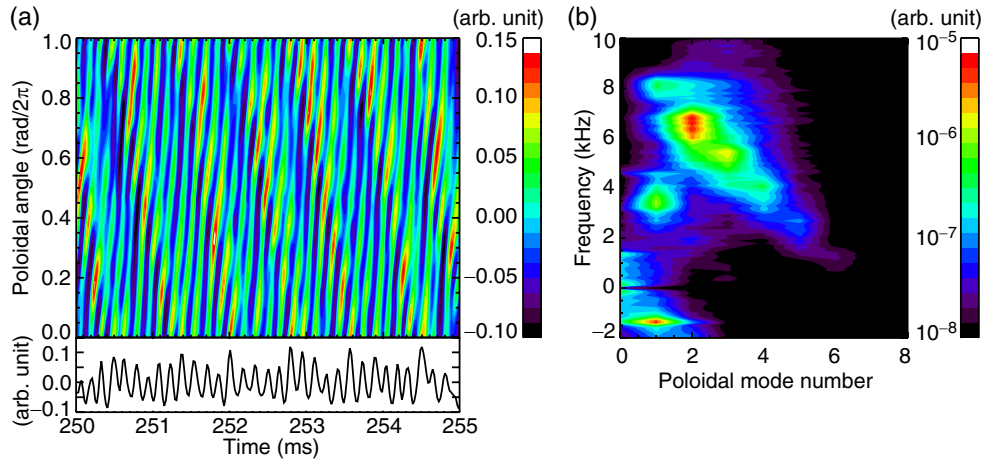 (a)
(arb. unit)
Poloidal angle (rad/2π)
1.0
0.8
0.6
0.4
0.2
0.0
0.15
0.10
0.05
0.00
−0.05
−0.10
(arb. unit)
0.1
0.0
−0.1
250 251 252 253 254 255
Time (ms)
(b)
(arb. unit)
Frequency (kHz)
10
8
6
4
2
0
−2
0 2 4 6 8
Poloidal mode number
10⁻⁵
10⁻⁶
10⁻⁷
10⁻⁸